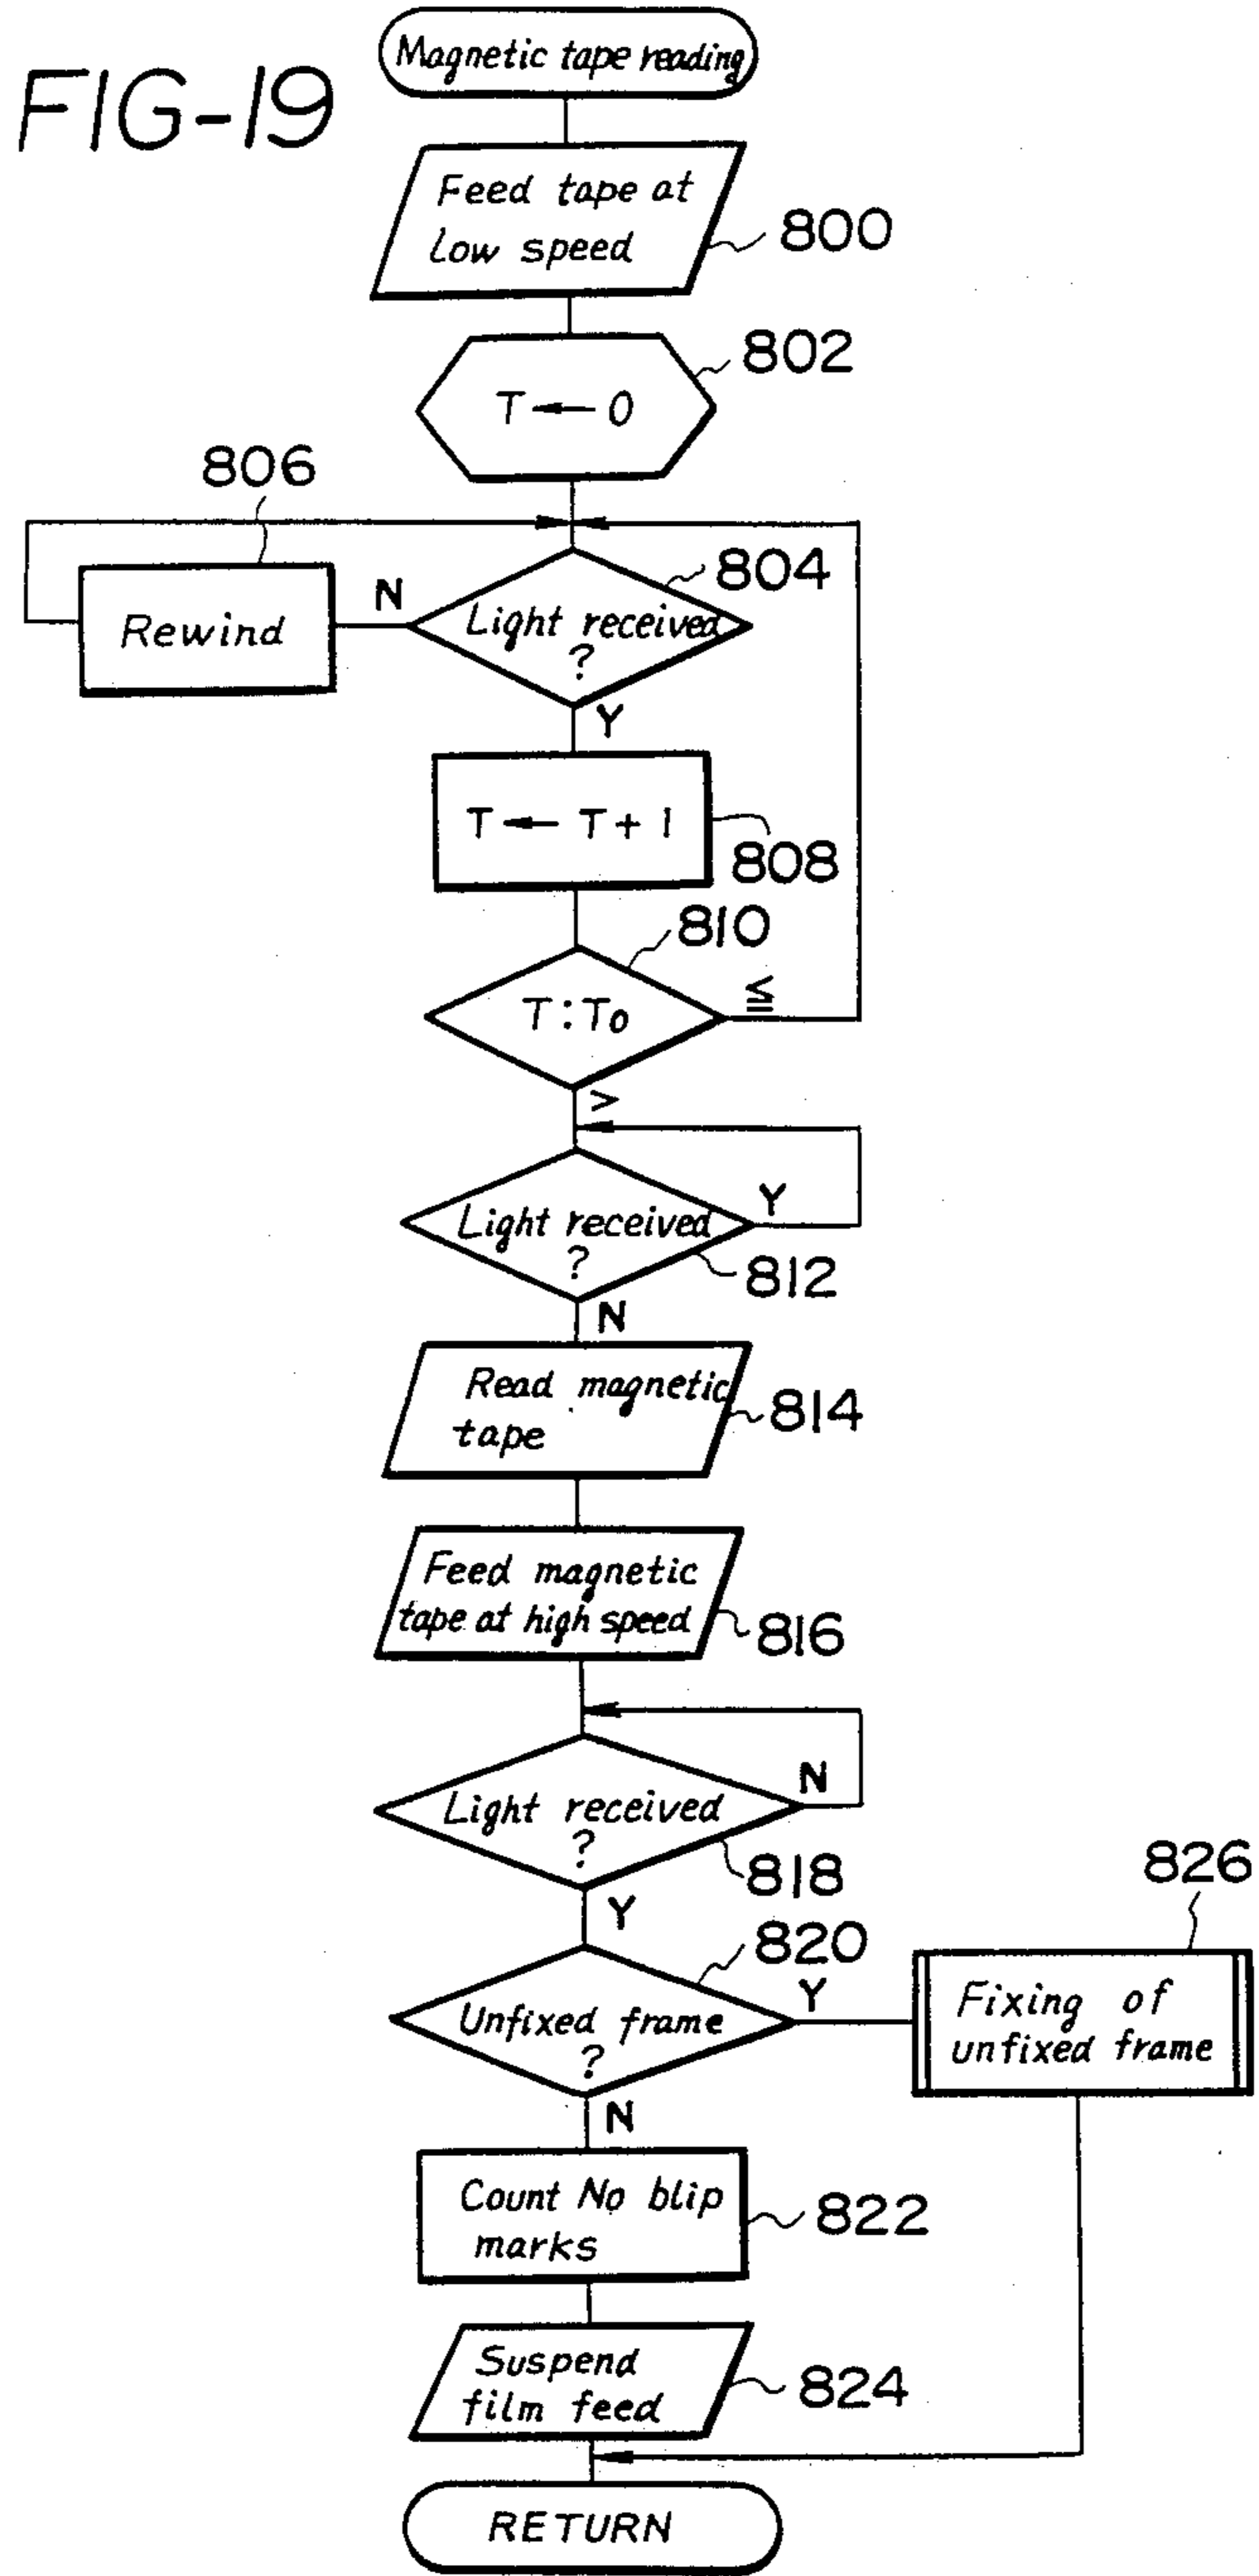 FIG-19
Magnetic tape reading
Feed tape at
low speed
800
802
T ← 0
806
804
Rewind
N
Light received
?
Y
T ← T + 1
808
810
T : To
≦
>
Light received
?
Y
812
N
Read magnetic
tape
814
Feed magnetic
tape at high speed
816
Light received
?
N
818
Y
820
826
Unfixed frame
?
Y
Fixing of
unfixed frame
N
Count No blip
marks
822
Suspend
film feed
824
RETURN